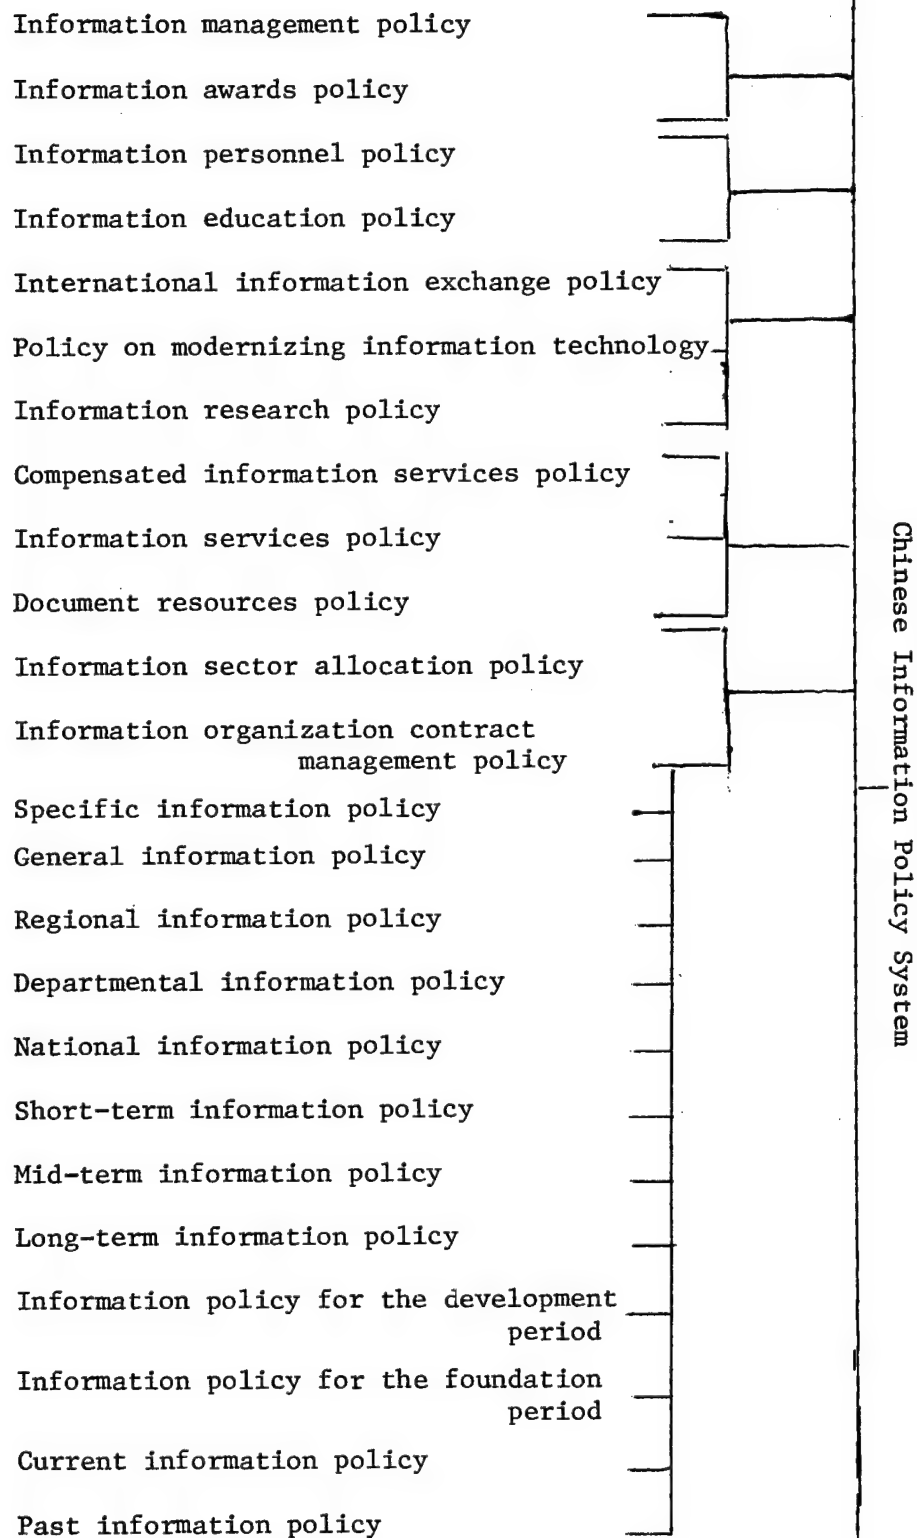 Information management policy
Information awards policy
Information personnel policy
Information education policy
International information exchange policy
Policy on modernizing information technology
Information research policy
Compensated information services policy
Information services policy
Document resources policy
Information sector allocation policy
Information organization contract
management policy
Specific information policy
General information policy
Regional information policy
Departmental information policy
National information policy
Short-term information policy
Mid-term information policy
Long-term information policy
Information policy for the development
period
Information policy for the foundation
period
Current information policy
Past information policy
Chinese Information Policy System